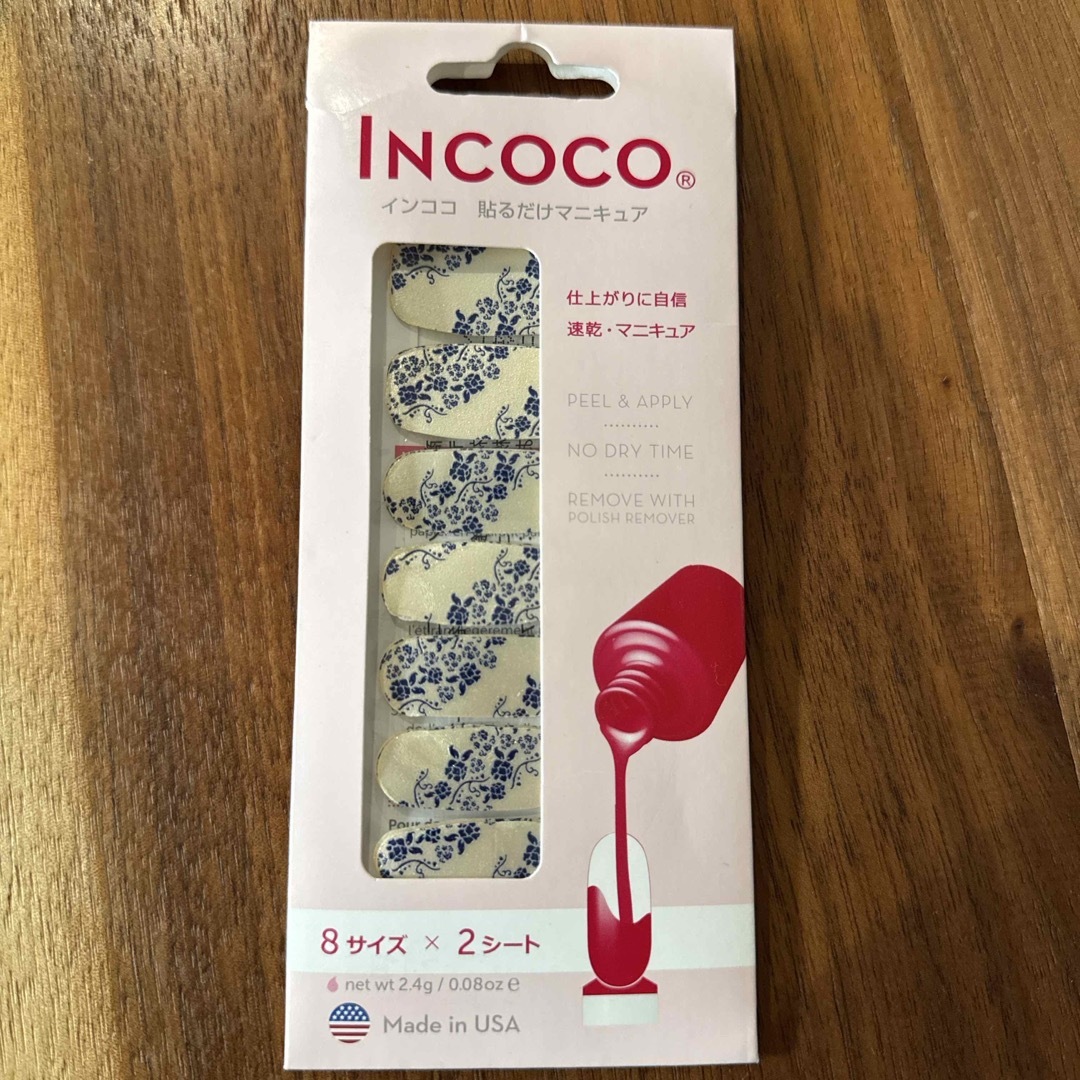 INCOCO®
インココ 貼るだけマニキュア
仕上がりに自信
速乾・マニキュア
PEEL & APPLY
NO DRY TIME
REMOVE WITH
POLISH REMOVER
Pour
8サイズ × 2シート
net wt 2.4g / 0.08oz ℮
Made in USA